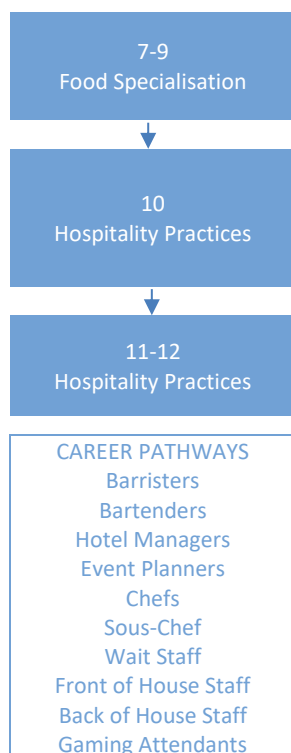 7-9
Food Specialisation
10
Hospitality Practices
11-12
Hospitality Practices
CAREER PATHWAYS
Barristers
Bartenders
Hotel Managers
Event Planners
Chefs
Sous-Chef
Wait Staff
Front of House Staff
Back of House Staff
Gaming Attendants